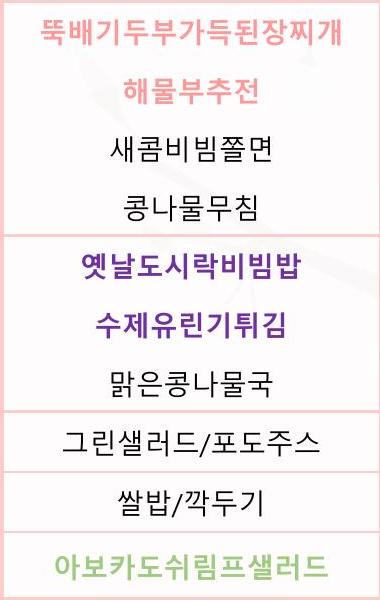 뚝배기두부가득된장찌개
해물부추전
새콤비빔쫄면
콩나물무침
옛날도시락비빔밥
수제유린기튀김
맑은콩나물국
그린샐러드/포도주스
쌀밥/깍두기
아보카도쉬림프샐러드